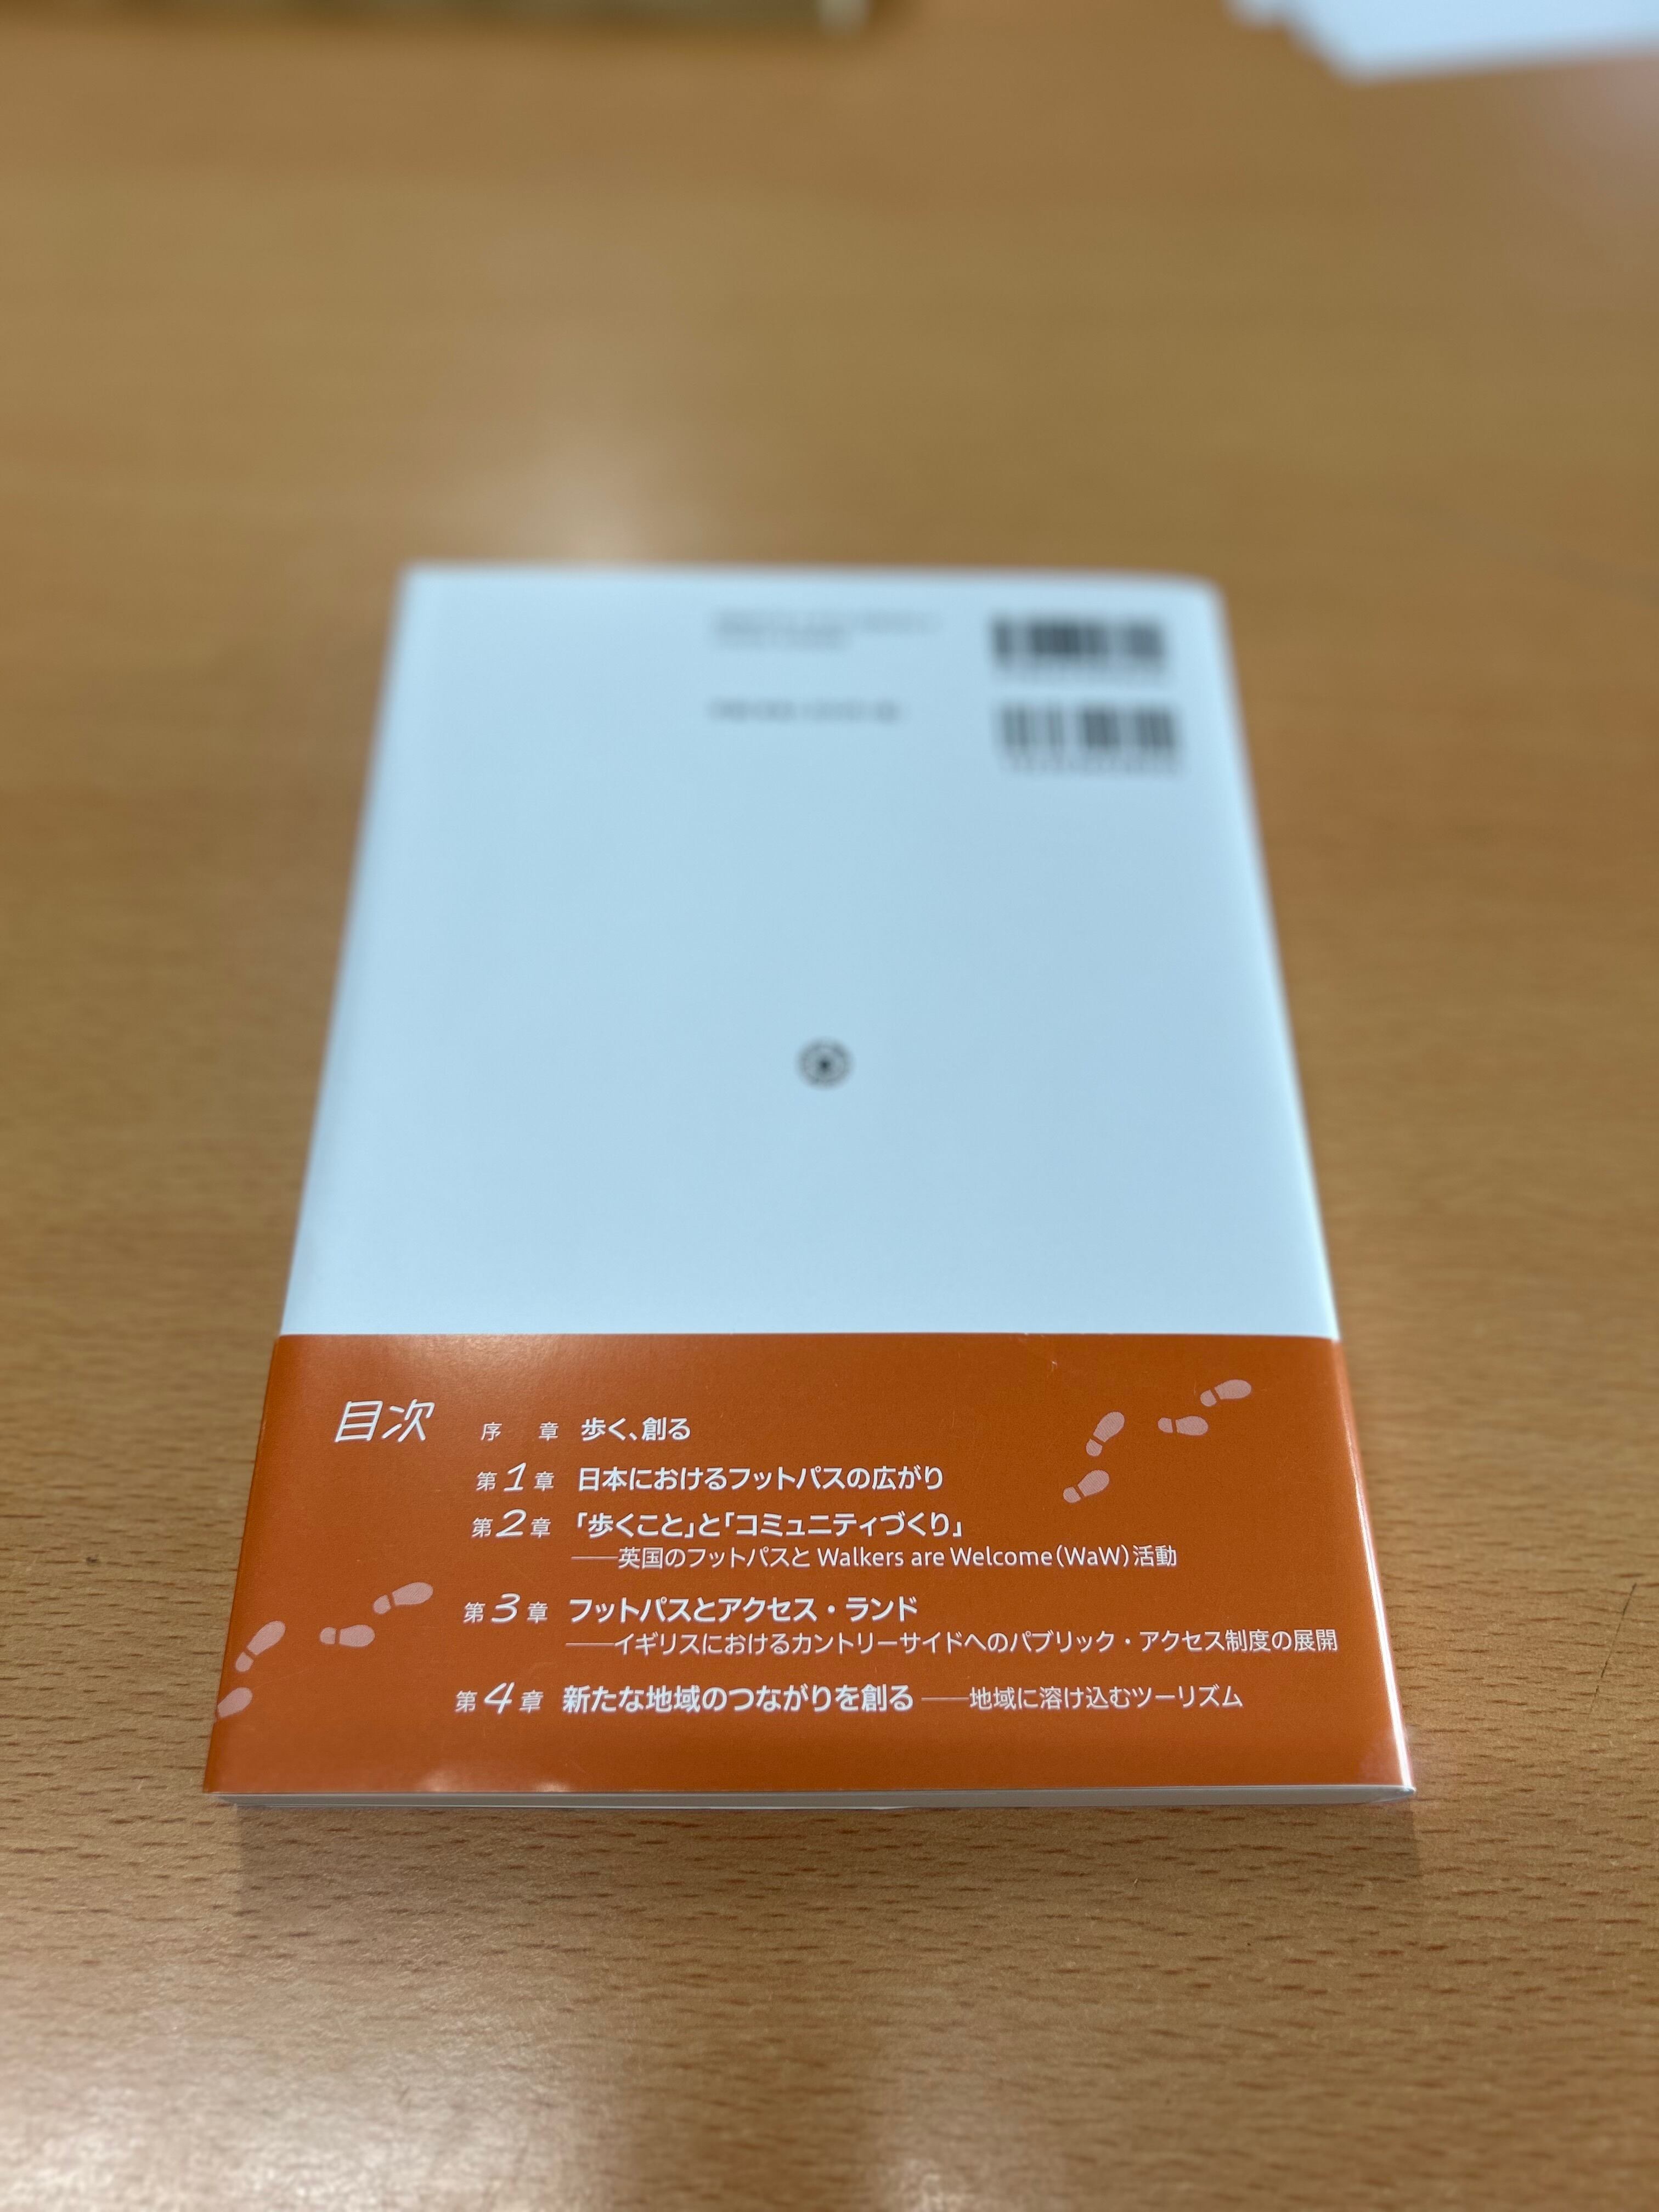 目次 序章 歩く、創る
第1章 日本におけるフットパスの広がり
第2章 「歩くこと」と「コミュニティづくり」
――英国のフットパスと Walkers are Welcome（WaW）活動
第3章 フットパスとアクセス・ランド
――イギリスにおけるカントリーサイドへのパブリック・アクセス制度の展開
第4章 新たな地域のつながりを創る ――地域に溶け込むツーリズム